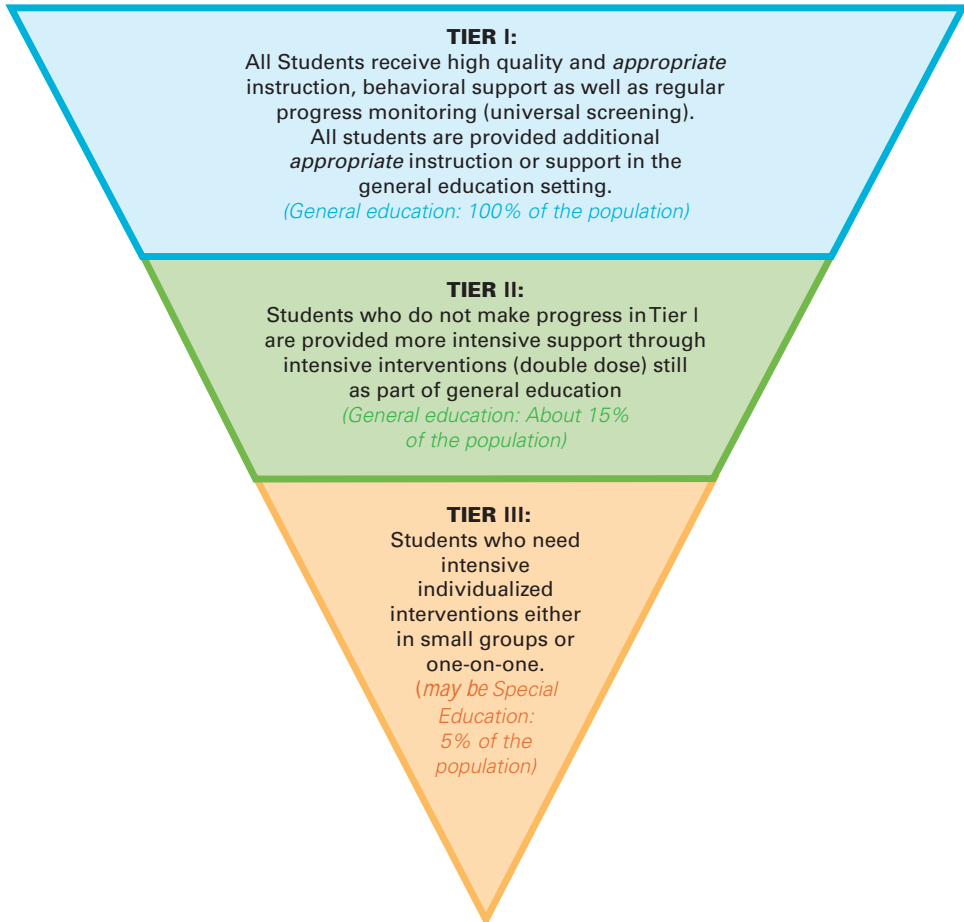 TIER I:
All Students receive high quality and appropriate
instruction, behavioral support as well as regular
progress monitoring (universal screening).
All students are provided additional
appropriate instruction or support in the
general education setting.
(General education: 100% of the population)
TIER II:
Students who do not make progress in Tier I
are provided more intensive support through
intensive interventions (double dose) still
as part of general education
(General education: About 15%
of the population)
TIER III:
Students who need
intensive
individualized
interventions either
in small groups or
one-on-one.
(may be Special
Education:
5% of the
population)